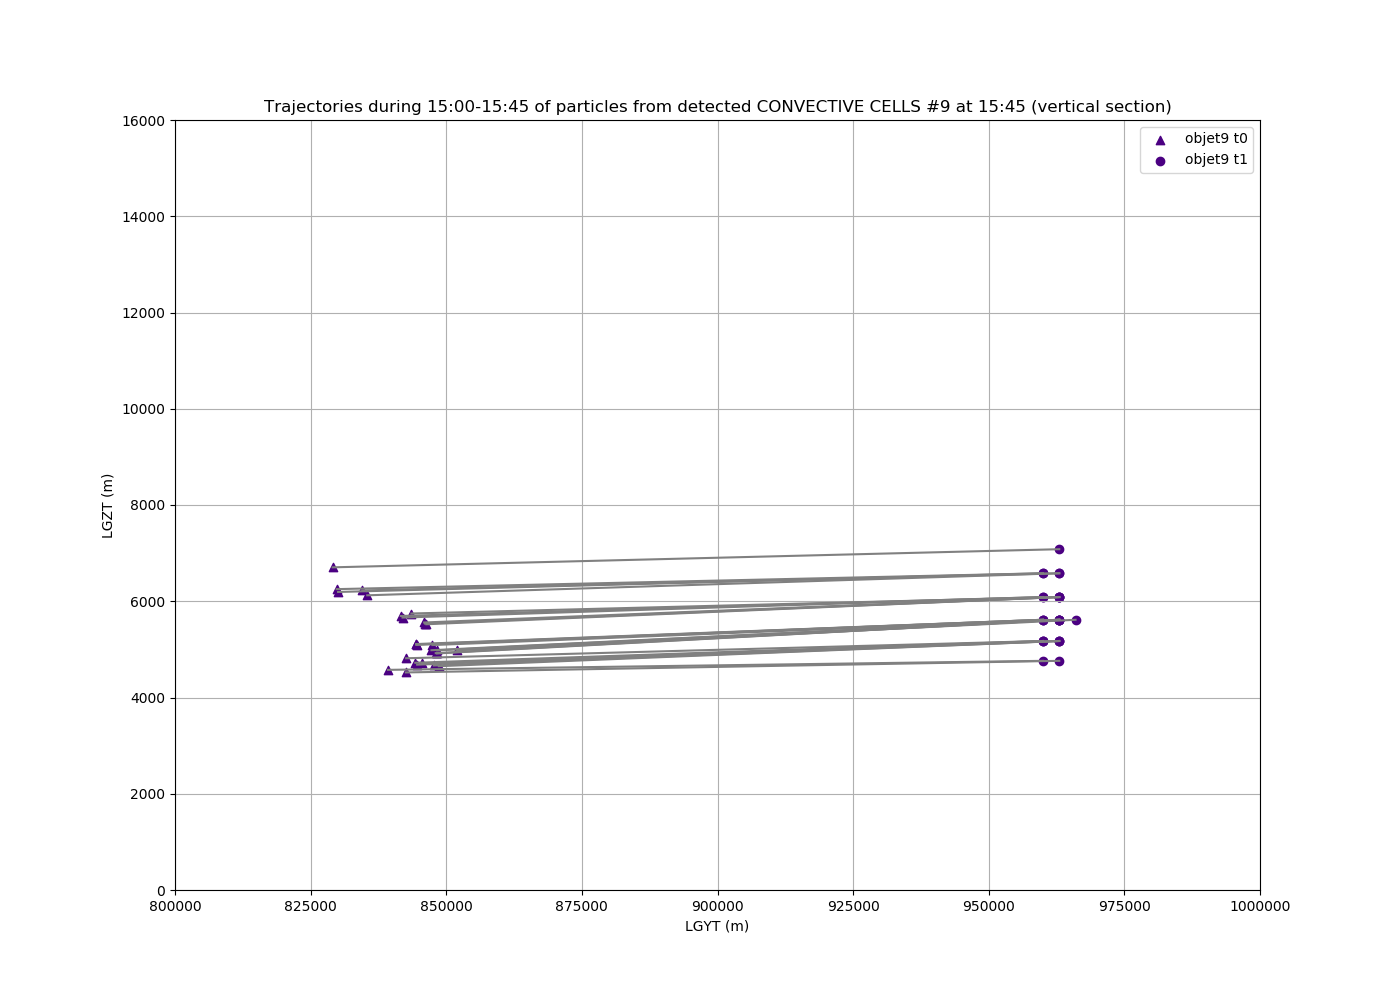 Trajectories during 15:00-15:45 of particles from detected CONVECTIVE CELLS #9 at 15:45 (vertical section)
objet9 t0
objet9 t1
16000
14000
12000
10000
8000
6000
4000
2000
0
LGZT (m)
800000 825000 850000 875000 900000 925000 950000 975000 1000000
LGYT (m)